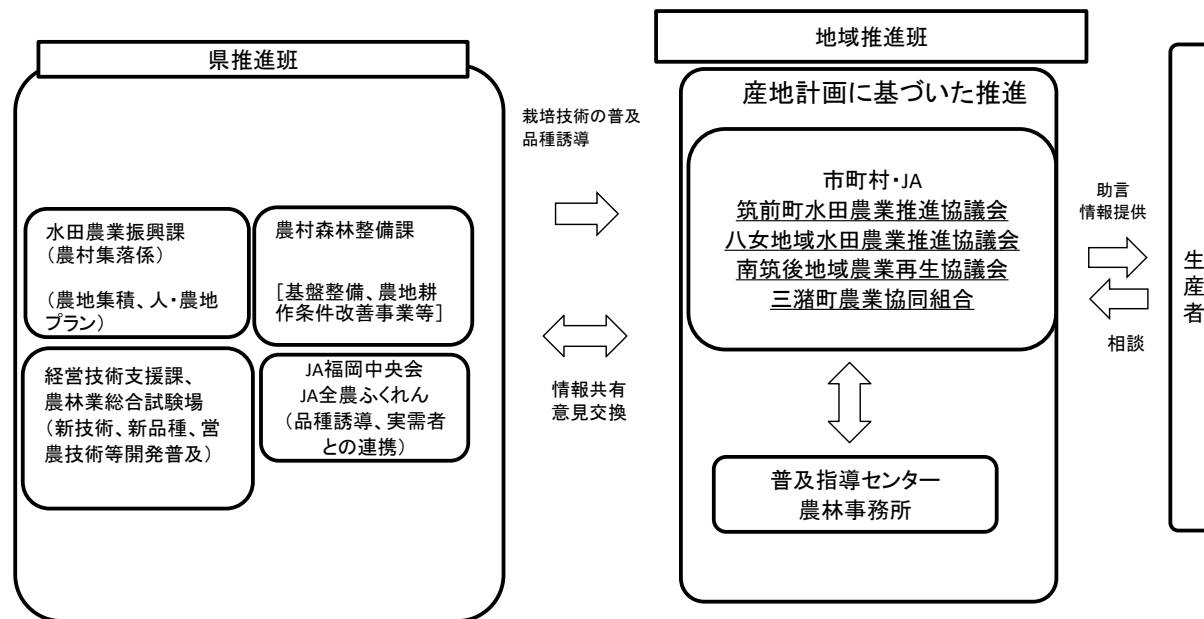 県推進班
水田農業振興課
(農村集落係)
(農地集積、人・農地
プラン)
農村森林整備課
[基盤整備、農地耕
作条件改善事業等]
経営技術支援課、
農林業総合試験場
(新技術、新品種、営
農技術等開発普及)
JA福岡中央会
JA全農ふくれん
(品種誘導、実需者
との連携)
栽培技術の普及
品種誘導
情報共有
意見交換
地域推進班
産地計画に基づいた推進
市町村・JA
筑前町水田農業推進協議会
八女地域水田農業推進協議会
南筑後地域農業再生協議会
三潴町農業協同組合
普及指導センター
農林事務所
助言
情報提供
相談
生産者